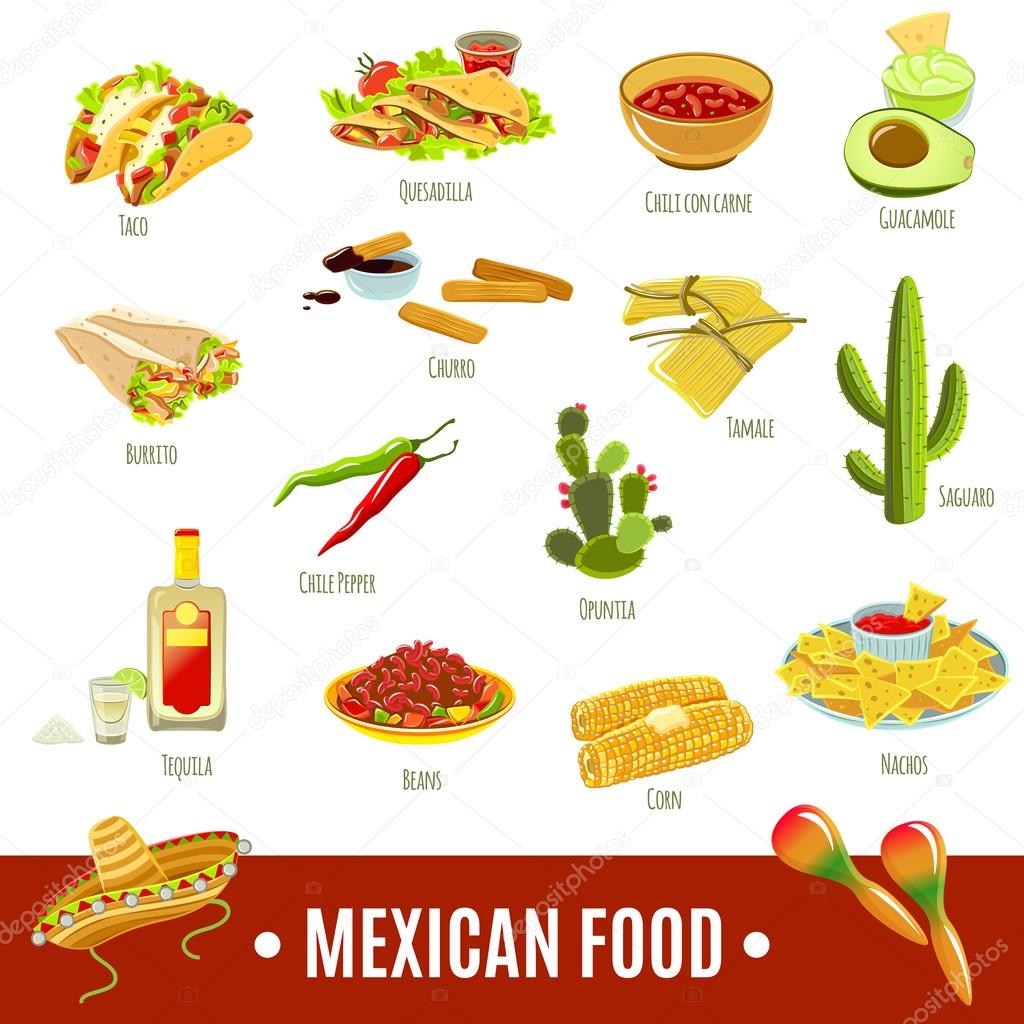 Taco
Quesadilla
Chili con carne
Guacamole
Burrito
Churro
Tamale
Saguaro
Chile Pepper
Opuntia
Tequila
Beans
Corn
Nachos
• MEXICAN FOOD •
depositphotos